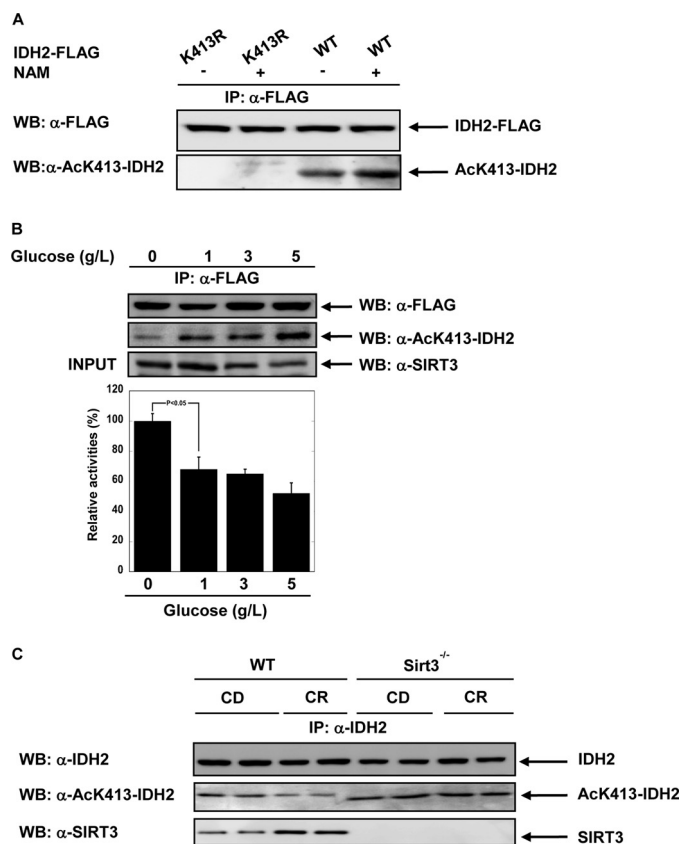 A
IDH2-FLAG K413R K413R WT WT
NAM - + - +
IP: α-FLAG
WB: α-FLAG IDH2-FLAG
WB:α-AcK413-IDH2 AcK413-IDH2
B
Glucose (g/L) 0 1 3 5
IP: α-FLAG
WB: α-FLAG
WB: α-AcK413-IDH2
INPUT WB: α-SIRT3
120
P<0.05
100
80
60
40
20
0
Relative activities (%)
0 1 3 5
Glucose (g/L)
C
WT Sirt3-/-
CD CR CD CR
IP: α-IDH2
WB: α-IDH2 IDH2
WB: α-AcK413-IDH2 AcK413-IDH2
WB: α-SIRT3 SIRT3